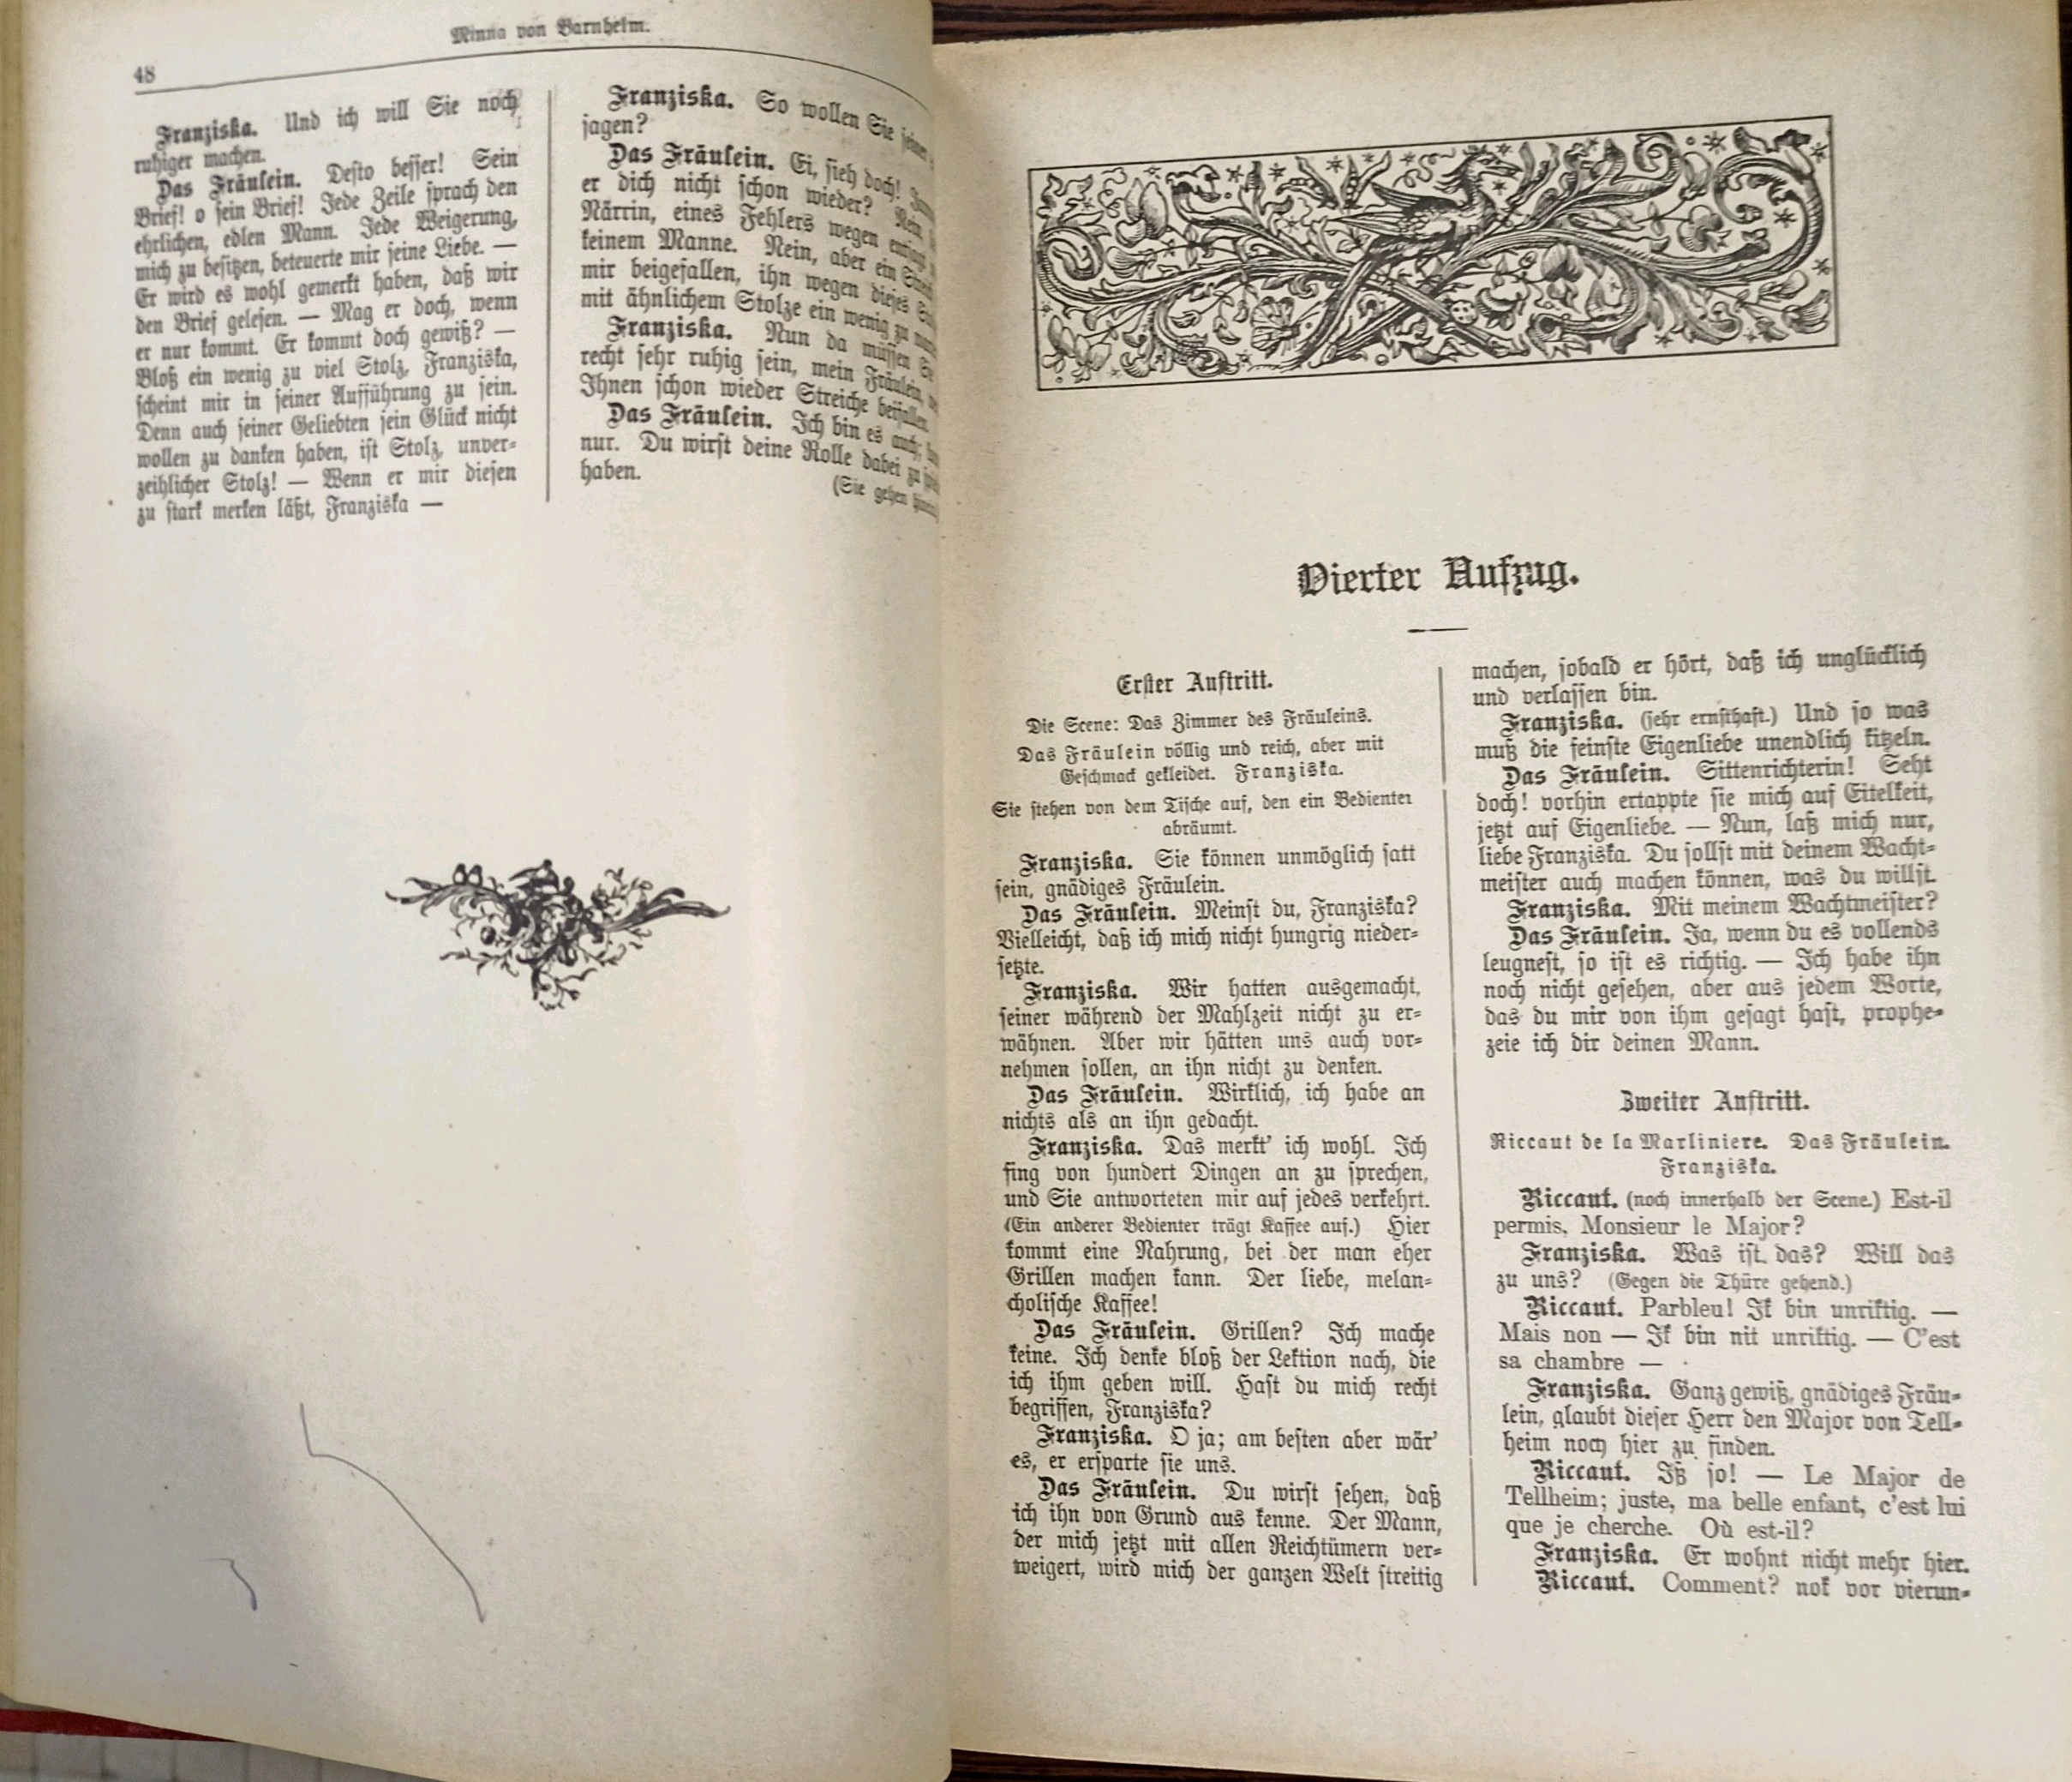 Minna von Barnhelm.
48
Franziska. Und ich will Sie noch
ruhiger machen.
Das Fräulein. Desto besser! Sein
Brief! o sein Brief! Jede Zeile sprach den
ehrlichen, edlen Mann. Jede Weigerung,
mich zu besitzen, beteuerte mir seine Liebe. —
Er wird es wohl gemerkt haben, daß wir
den Brief gelesen. — Mag er doch, wenn
er nur kommt. Er kommt doch gewiß? —
Bloß ein wenig zu viel Stolz, Franziska,
scheint mir in seiner Aufführung zu sein.
Denn auch seiner Geliebten sein Glück nicht
wollen zu danken haben, ist Stolz, unver-
zeihlicher Stolz! — Wenn er mir diesen
zu stark merken läßt, Franziska —
Franziska. So wollen Sie seiner
jagen?
Das Fräulein. Ei, sieh doch!
er dich nicht schon wieder? Nein,
Närrin, eines Fehlers wegen entsagt
keinem Manne. Nein, aber ein
mir beigefallen, ihn wegen dieses
mit ähnlichem Stolze ein wenig zu
Franziska. Nun da müssen
recht sehr ruhig sein, mein Fräulein,
Ihnen schon wieder Streiche beifallen.
Das Fräulein. Ich bin es auch;
nur. Du wirst deine Rolle dabei zu
haben.
(Sie gehen
Vierter Aufzug.
Erster Auftritt.
Die Scene: Das Zimmer des Fräuleins.
Das Fräulein völlig und reich, aber mit
Geschmack gekleidet. Franziska.
Sie stehen von dem Tische auf, den ein Bedienter
abräumt.
Franziska. Sie können unmöglich satt
sein, gnädiges Fräulein.
Das Fräulein. Meinst du, Franziska?
Vielleicht, daß ich mich nicht hungrig nieder-
setzte.
Franziska. Wir hatten ausgemacht,
seiner während der Mahlzeit nicht zu er-
wähnen. Aber wir hätten uns auch vor-
nehmen sollen, an ihn nicht zu denken.
Das Fräulein. Wirklich, ich habe an
nichts als an ihn gedacht.
Franziska. Das merkt' ich wohl. Ich
fing von hundert Dingen an zu sprechen,
und Sie antworteten mir auf jedes verkehrt.
(Ein anderer Bedienter trägt Kaffee auf.) Hier
kommt eine Nahrung, bei der man eher
Grillen machen kann. Der liebe, melan-
cholische Kaffee!
Das Fräulein. Grillen? Ich mache
keine. Ich denke bloß der Lektion nach, die
ich ihm geben will. Hast du mich recht
begriffen, Franziska?
Franziska. O ja; am besten aber wär'
es, er ersparte sie uns.
Das Fräulein. Du wirst sehen, daß
ich ihn von Grund aus kenne. Der Mann,
der mich jetzt mit allen Reichtümern ver-
weigert, wird mich der ganzen Welt streitig
machen, sobald er hört, daß ich unglücklich
und verlassen bin.
Franziska. (sehr ernsthaft.) Und so was
muß die feinste Eigenliebe unendlich kitzeln.
Das Fräulein. Sittenrichterin! Seht
doch! vorhin ertappte sie mich auf Eitelkeit,
jetzt auf Eigenliebe. — Nun, laß mich nur,
liebe Franziska. Du sollst mit deinem Wacht-
meister auch machen können, was du willst.
Franziska. Mit meinem Wachtmeister?
Das Fräulein. Ja, wenn du es vollends
leugnest, so ist es richtig. — Ich habe ihn
noch nicht gesehen, aber aus jedem Worte,
das du mir von ihm gesagt hast, prophe-
zeie ich dir deinen Mann.
Zweiter Auftritt.
Riccaut de la Marliniere. Das Fräulein.
Franziska.
Riccaut. (noch innerhalb der Scene.) Est-il
permis, Monsieur le Major?
Franziska. Was ist das? Will das
zu uns? (Gegen die Thüre gehend.)
Riccaut. Parbleu! Ik bin unriktig. —
Mais non — Ik bin nit unriktig. — C'est
sa chambre —
Franziska. Ganz gewiß, gnädiges Fräu-
lein, glaubt dieser Herr den Major von Tell-
heim noch hier zu finden.
Riccaut. Iß so! — Le Major de
Tellheim; juste, ma belle enfant, c'est lui
que je cherche. Où est-il?
Franziska. Er wohnt nicht mehr hier.
Riccaut. Comment? nok vor vierun-